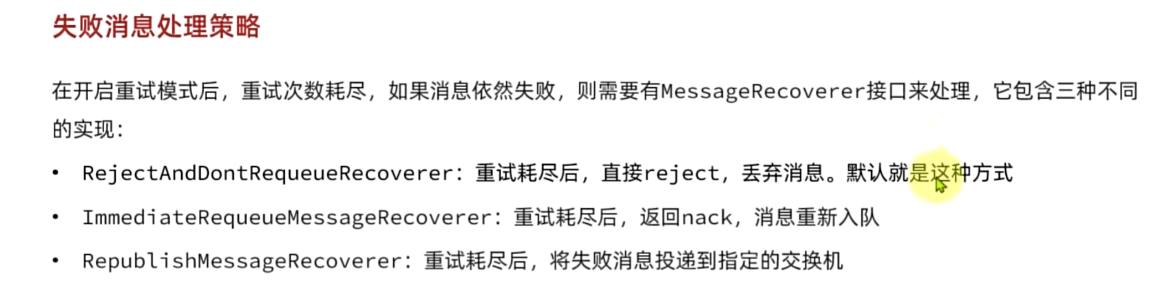 失败消息处理策略
在开启重试模式后，重试次数耗尽，如果消息依然失败，则需要有MessageRecoverer接口来处理，它包含三种不同
的实现：
• RejectAndDontRequeueRecoverer：重试耗尽后，直接reject，丢弃消息。默认就是这种方式
• ImmediateRequeueMessageRecoverer：重试耗尽后，返回nack，消息重新入队
• RepublishMessageRecoverer：重试耗尽后，将失败消息投递到指定的交换机